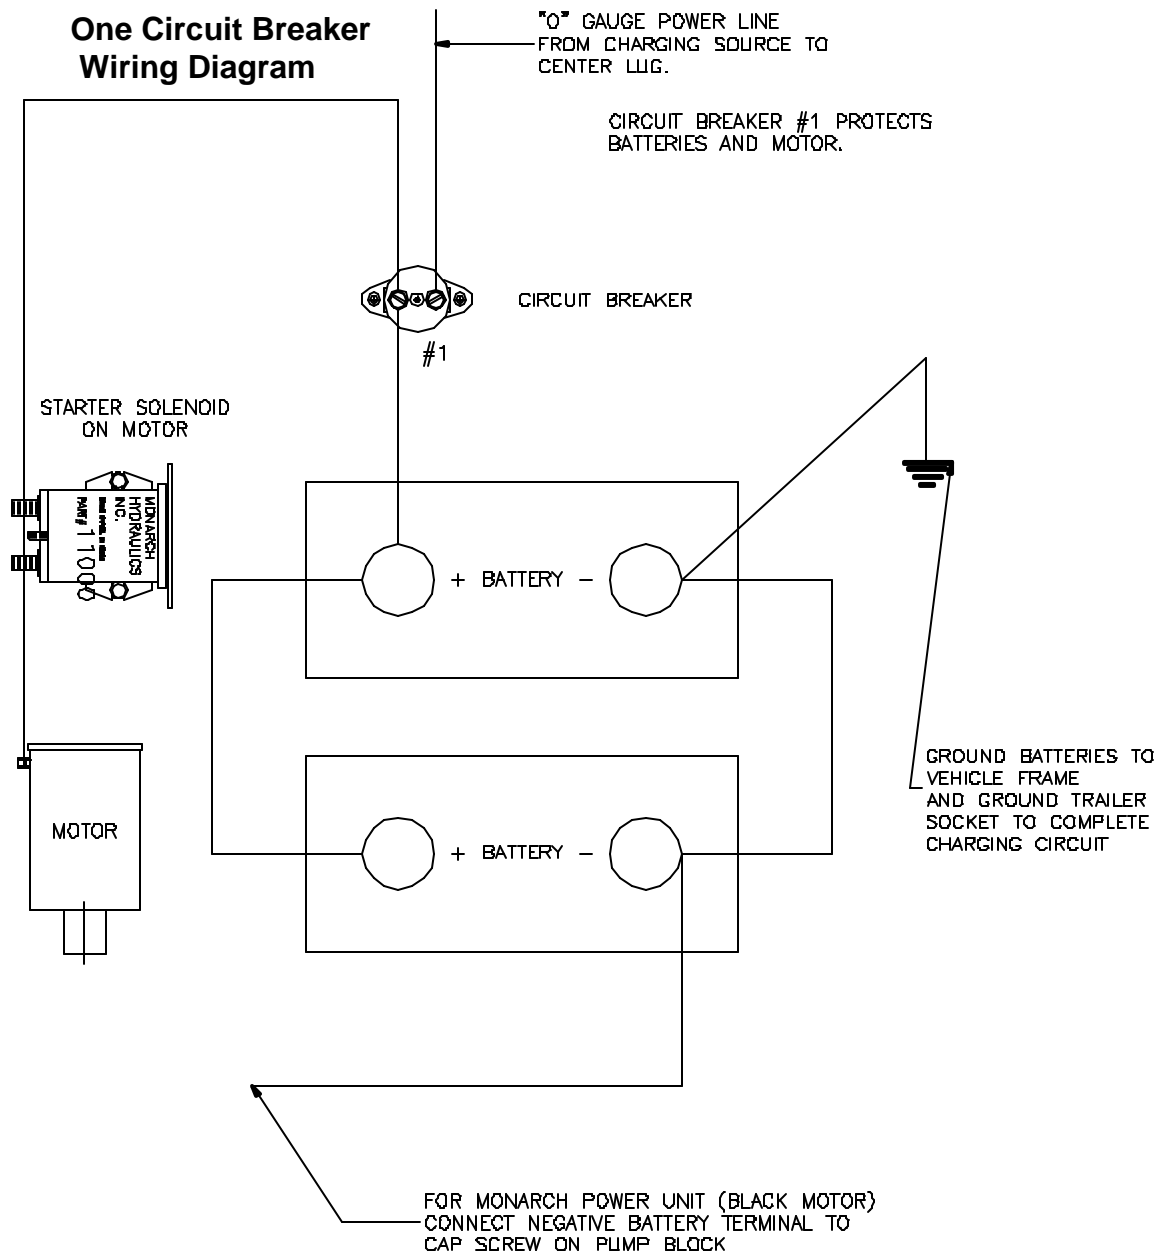 One Circuit Breaker
Wiring Diagram
"0" GAUGE POWER LINE
FROM CHARGING SOURCE TO
CENTER LUG.
CIRCUIT BREAKER #1 PROTECTS
BATTERIES AND MOTOR.
CIRCUIT BREAKER
#1
STARTER SOLENOID
ON MOTOR
MONARCH
HYDRAULICS
INC.
PART#
+ BATTERY -
+ BATTERY -
MOTOR
GROUND BATTERIES TO
VEHICLE FRAME
AND GROUND TRAILER
SOCKET TO COMPLETE
CHARGING CIRCUIT
FOR MONARCH POWER UNIT (BLACK MOTOR)
CONNECT NEGATIVE BATTERY TERMINAL TO
CAP SCREW ON PUMP BLOCK